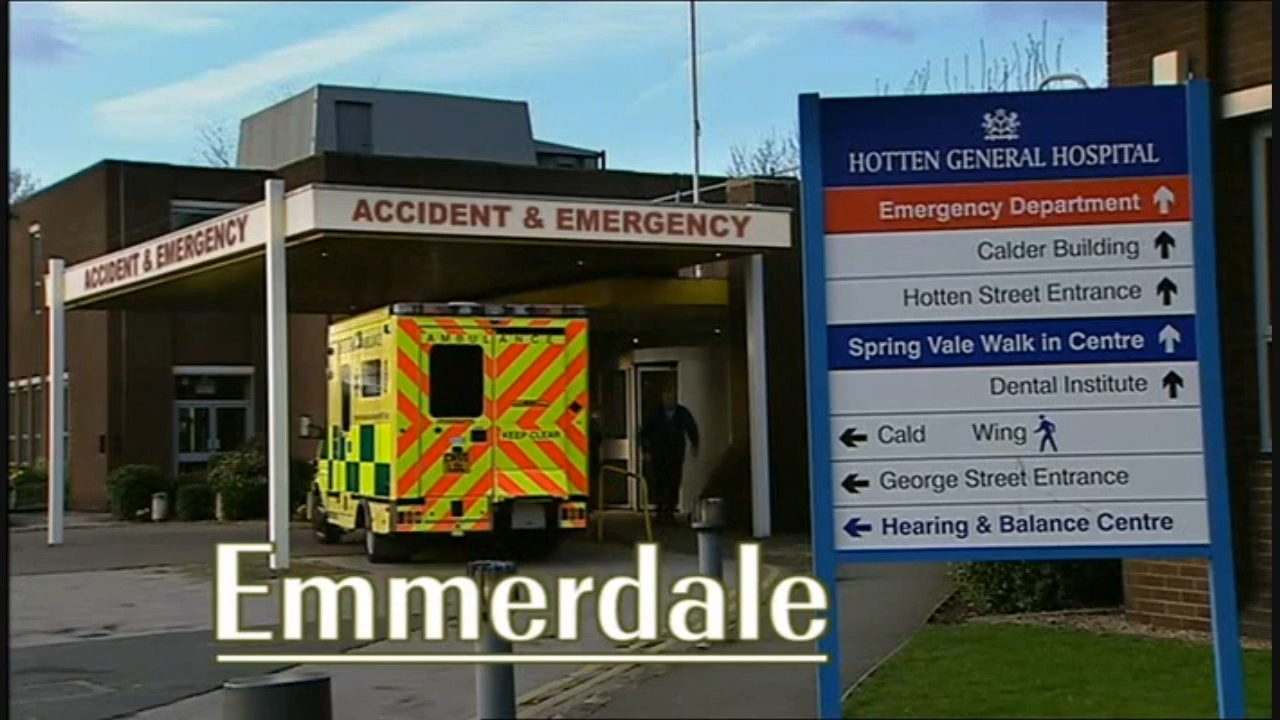 ACCIDENT & EMERGENCY
ACCIDENT & EMERGENCY
AMBULANCE
KEEP CLEAR
HOTTEN GENERAL HOSPITAL
Emergency Department
Calder Building
Hotten Street Entrance
Spring Vale Walk in Centre
Dental Institute
Cald Wing
George Street Entrance
Hearing & Balance Centre
Emmerdale